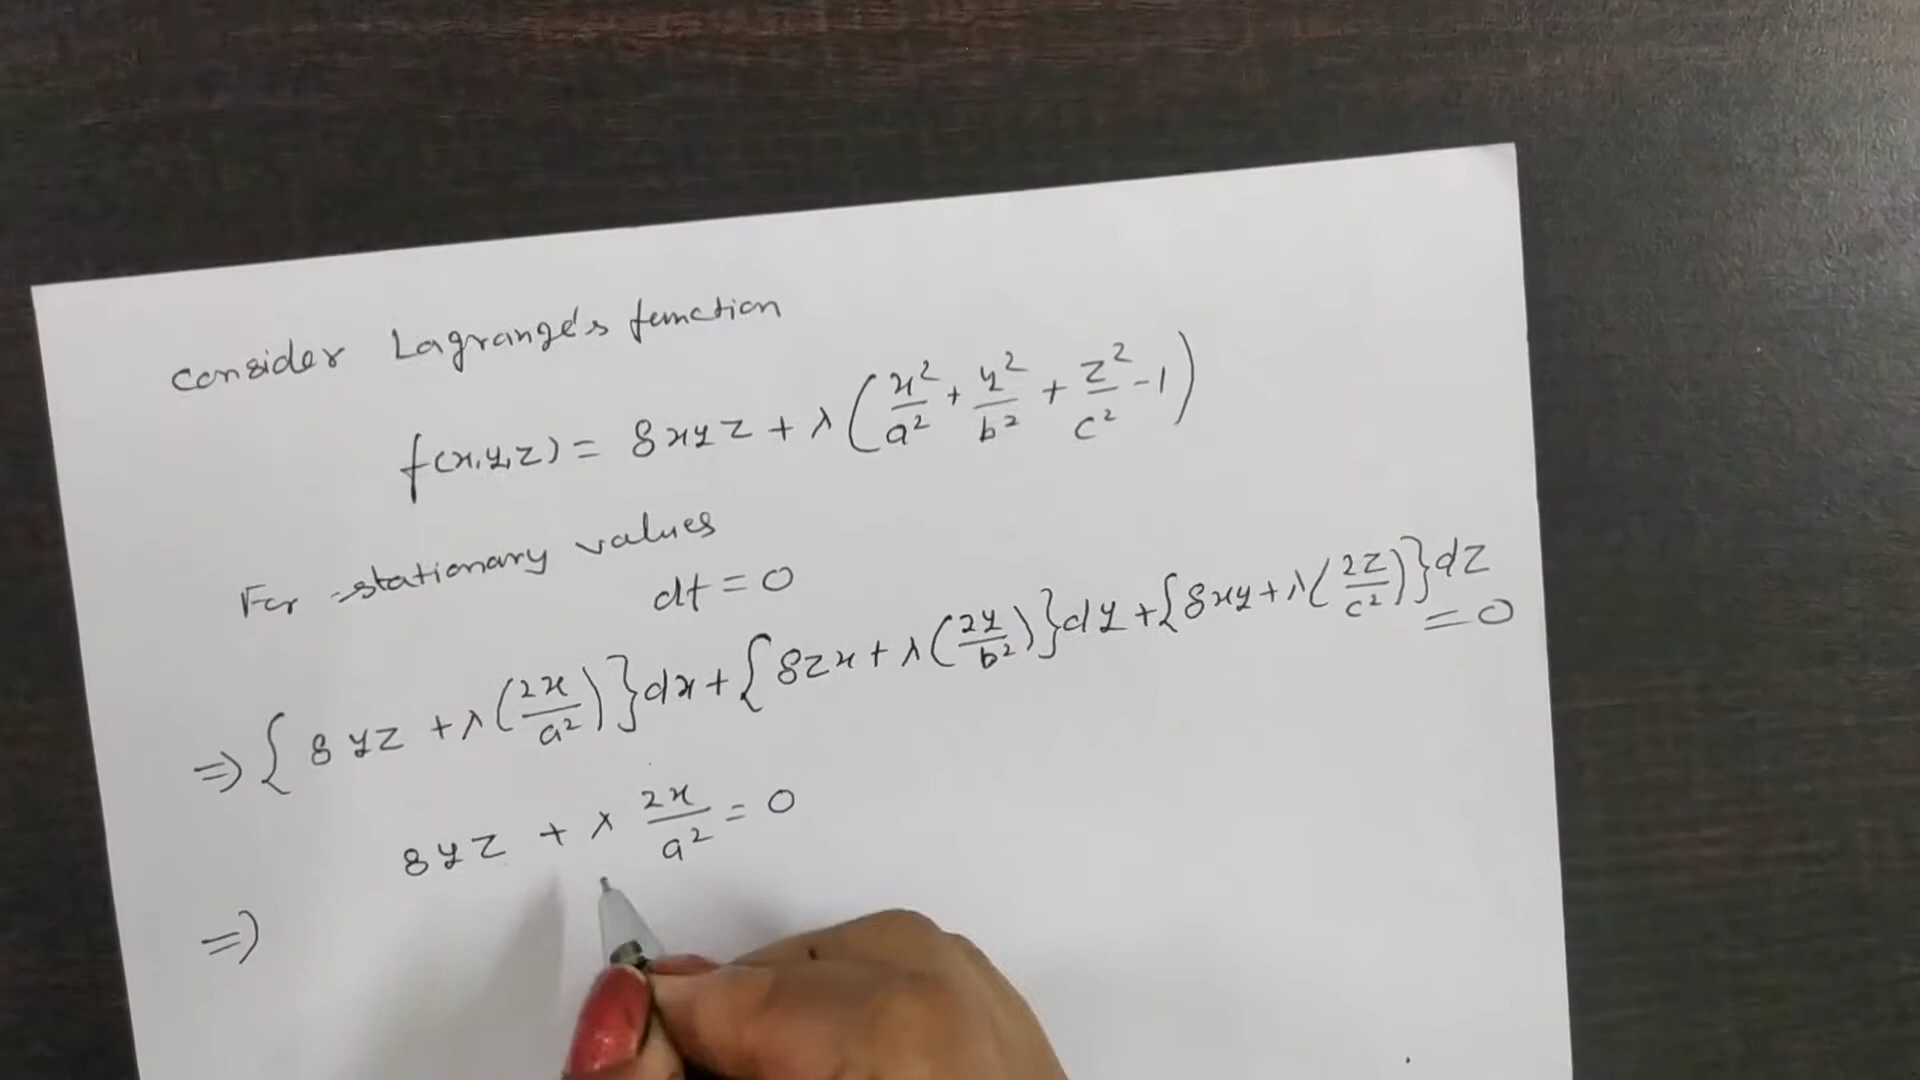 Consider Lagrange's function
f(x,y,z) = 8xyz + λ(x²/a² + y²/b² + z²/c² - 1)
For stationary values
df = 0
⇒ { 8yz + λ(2x/a²)}dx + {8zx + λ(2y/b²)}dy + {8xy + λ(2z/c²)}dz
= 0
8yz + λ 2x/a² = 0
⇒